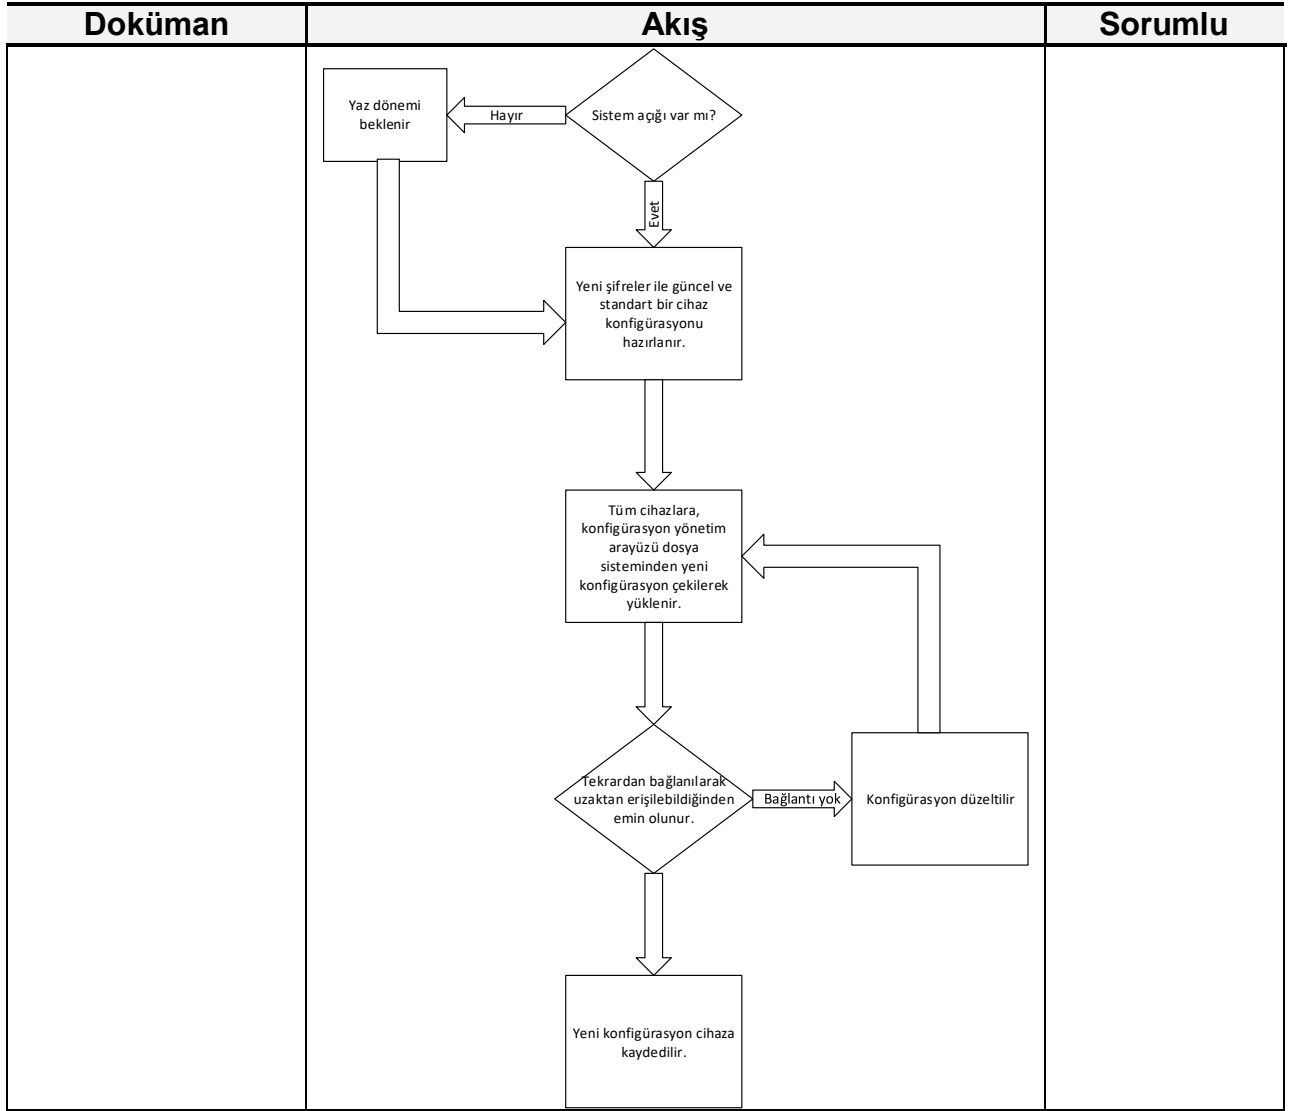 Doküman
Akış
Sorumlu
Sistem açığı var mı?
Hayır
Yaz dönemi
beklenir
Evet
Yeni şifreler ile güncel ve
standart bir cihaz
konfigürasyonu
hazırlanır.
Tüm cihazlara,
konfigürasyon yönetim
arayüzü dosya
sisteminden yeni
konfigürasyon çekilerek
yüklenir.
Tekrardan bağlanılarak
uzaktan erişilebildiğinden
emin olunur.
Bağlantı yok
Konfigürasyon düzeltilir
Yeni konfigürasyon cihaza
kaydedilir.